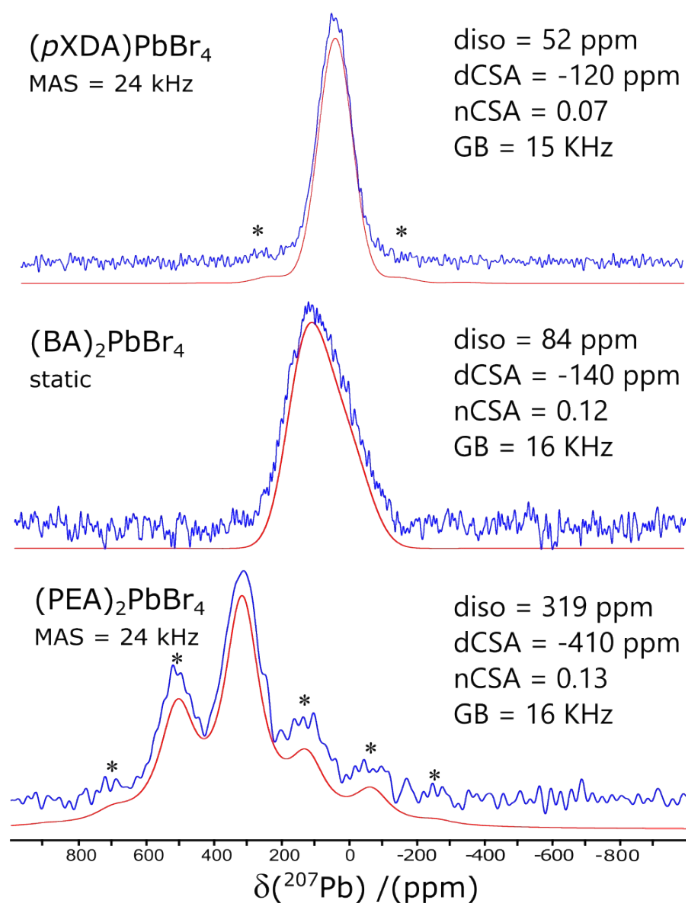 (pXDA)PbBr₄
MAS = 24 kHz
diso = 52 ppm
dCSA = -120 ppm
nCSA = 0.07
GB = 15 KHz
*
*
(BA)₂PbBr₄
static
diso = 84 ppm
dCSA = -140 ppm
nCSA = 0.12
GB = 16 KHz
(PEA)₂PbBr₄
MAS = 24 kHz
diso = 319 ppm
dCSA = -410 ppm
nCSA = 0.13
GB = 16 KHz
*
*
*
*
*
800 600 400 200 0 -200 -400 -600 -800
δ(²⁰⁷Pb) /(ppm)